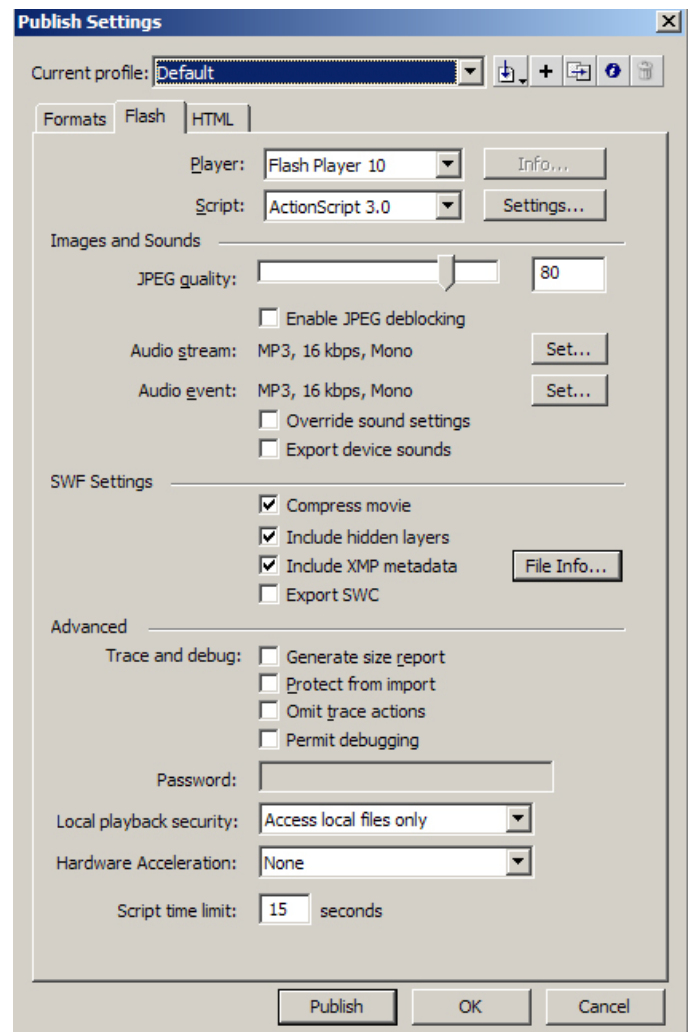 Publish Settings
Current profile: Default
Formats Flash HTML
Player: Flash Player 10 Info...
Script: ActionScript 3.0 Settings...
Images and Sounds
JPEG quality: 80
Enable JPEG deblocking
Audio stream: MP3, 16 kbps, Mono Set...
Audio event: MP3, 16 kbps, Mono Set...
Override sound settings
Export device sounds
SWF Settings
Compress movie
Include hidden layers
Include XMP metadata File Info...
Export SWC
Advanced
Trace and debug: Generate size report
Protect from import
Omit trace actions
Permit debugging
Password:
Local playback security: Access local files only
Hardware Acceleration: None
Script time limit: 15 seconds
Publish OK Cancel